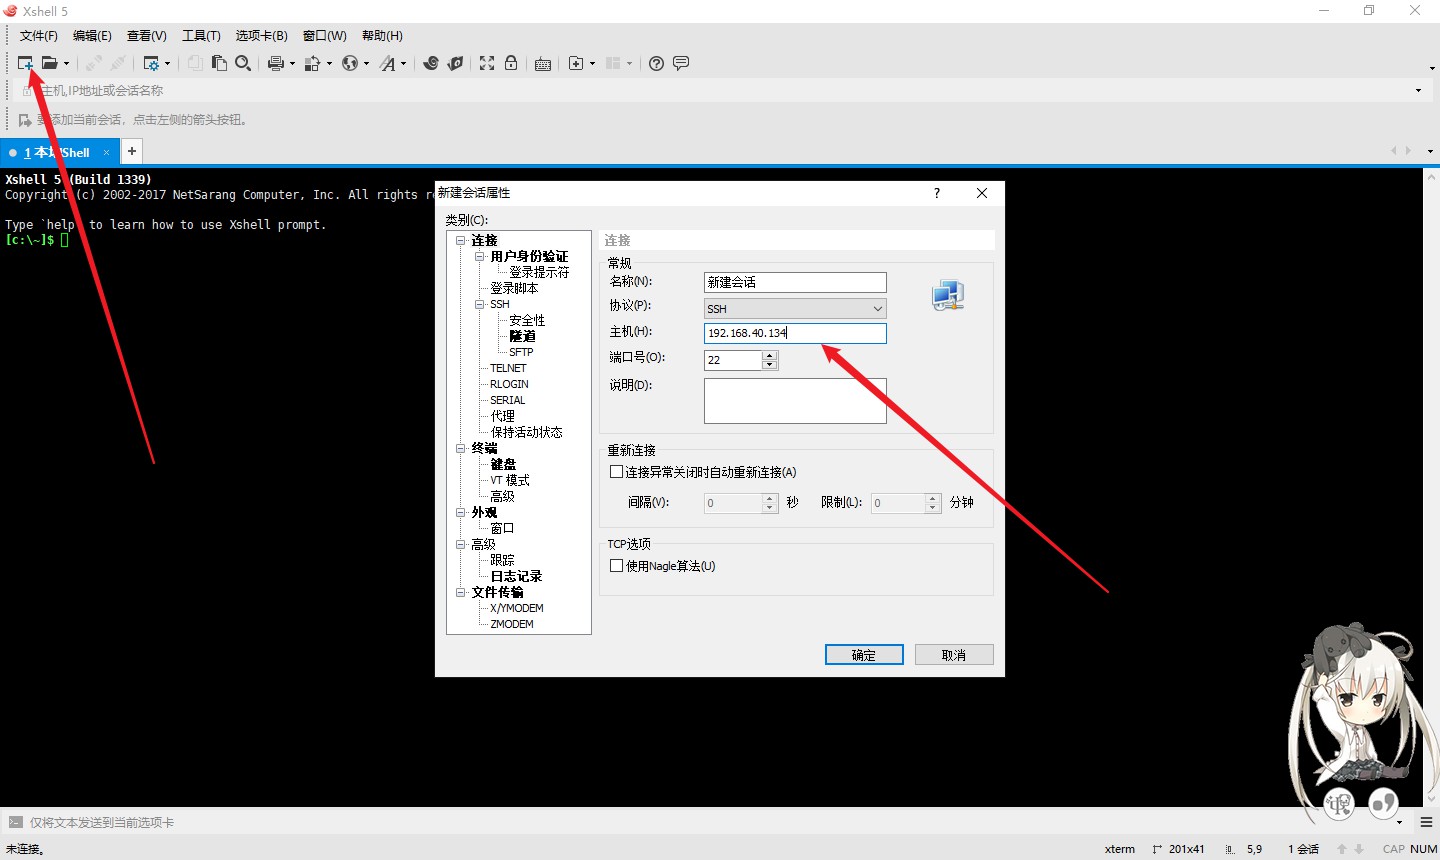 Xshell 5
文件(F) 编辑(E) 查看(V) 工具(T) 选项卡(B) 窗口(W) 帮助(H)
主机,IP地址或会话名称
添加当前会话，点击左侧的箭头按钮。
1 本地Shell × +
Xshell 5 (Build 1339)
Copyright (c) 2002-2017 NetSarang Computer, Inc. All rights
Type `help' to learn how to use Xshell prompt.
[c:\~]$
新建会话属性 ?
类别(C):
连接
用户身份验证
登录提示符
登录脚本
SSH
安全性
隧道
SFTP
TELNET
RLOGIN
SERIAL
代理
保持活动状态
终端
键盘
VT 模式
高级
外观
窗口
高级
跟踪
日志记录
文件传输
X/YMODEM
ZMODEM
连接
常规
名称(N): 新建会话
协议(P): SSH
主机(H): 192.168.40.134
端口号(O): 22
说明(D):
重新连接
连接异常关闭时自动重新连接(A)
间隔(V): 0 秒 限制(L): 0 分钟
TCP选项
使用Nagle算法(U)
确定 取消
仅将文本发送到当前选项卡
未连接。 xterm 201x41 5,9 1 会话 CAP NUM